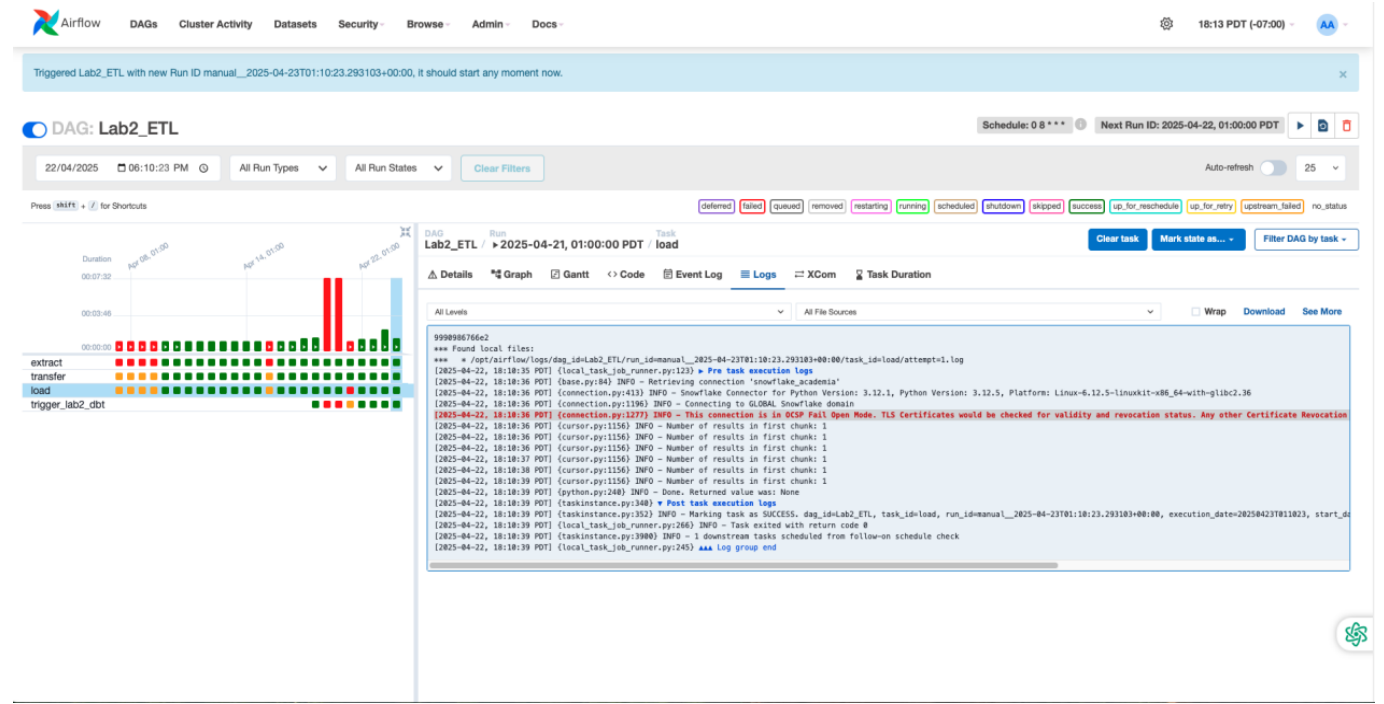 Airflow DAGs Cluster Activity Datasets Security Browse Admin Docs 18:13 PDT (-07:00) AA
Triggered Lab2_ETL with new Run ID manual__2025-04-23T01:10:23.293103+00:00, it should start any moment now. ×
DAG: Lab2_ETL Schedule: 0 8 * * * Next Run ID: 2025-04-22, 01:00:00 PDT
22/04/2025 06:10:23 PM All Run Types All Run States Clear Filters Auto-refresh 25
Press shift + / for Shortcuts deferred failed queued removed restarting running scheduled shutdown skipped success up_for_reschedule up_for_retry upstream_failed no_status
Duration
Apr 08, 01:00 Apr 14, 01:00 Apr 22, 01:00
00:07:32
00:03:46
00:00:00
extract
transfer
load
trigger_lab2_dbt
DAG Run Task
Lab2_ETL / 2025-04-21, 01:00:00 PDT / load Clear task Mark state as... Filter DAG by task
Details Graph Gantt Code Event Log Logs XCom Task Duration
All Levels All File Sources Wrap Download See More
9990986766e2
*** Found local files:
*** * /opt/airflow/logs/dag_id=Lab2_ETL/run_id=manual__2025-04-23T01:10:23.293103+00:00/task_id=load/attempt=1.log
[2025-04-22, 18:10:35 PDT] {local_task_job_runner.py:123} ▶ Pre task execution logs
[2025-04-22, 18:10:36 PDT] {base.py:84} INFO - Retrieving connection 'snowflake_academia'
[2025-04-22, 18:10:36 PDT] {connection.py:413} INFO - Snowflake Connector for Python Version: 3.12.1, Python Version: 3.12.5, Platform: Linux-6.12.5-linuxkit-x86_64-with-glibc2.36
[2025-04-22, 18:10:36 PDT] {connection.py:1196} INFO - Connecting to GLOBAL Snowflake domain
[2025-04-22, 18:10:36 PDT] {connection.py:1277} INFO - This connection is in OCSP Fail Open Mode. TLS Certificates would be checked for validity and revocation status. Any other Certificate Revocation
[2025-04-22, 18:10:36 PDT] {cursor.py:1156} INFO - Number of results in first chunk: 1
[2025-04-22, 18:10:36 PDT] {cursor.py:1156} INFO - Number of results in first chunk: 1
[2025-04-22, 18:10:36 PDT] {cursor.py:1156} INFO - Number of results in first chunk: 1
[2025-04-22, 18:10:37 PDT] {cursor.py:1156} INFO - Number of results in first chunk: 1
[2025-04-22, 18:10:38 PDT] {cursor.py:1156} INFO - Number of results in first chunk: 1
[2025-04-22, 18:10:39 PDT] {cursor.py:1156} INFO - Number of results in first chunk: 1
[2025-04-22, 18:10:39 PDT] {python.py:240} INFO - Done. Returned value was: None
[2025-04-22, 18:10:39 PDT] {taskinstance.py:340} ▼ Post task execution logs
[2025-04-22, 18:10:39 PDT] {taskinstance.py:352} INFO - Marking task as SUCCESS. dag_id=Lab2_ETL, task_id=load, run_id=manual__2025-04-23T01:10:23.293103+00:00, execution_date=20250423T011023, start_da
[2025-04-22, 18:10:39 PDT] {local_task_job_runner.py:266} INFO - Task exited with return code 0
[2025-04-22, 18:10:39 PDT] {taskinstance.py:3900} INFO - 1 downstream tasks scheduled from follow-on schedule check
[2025-04-22, 18:10:39 PDT] {local_task_job_runner.py:245} ▲▲▲ Log group end